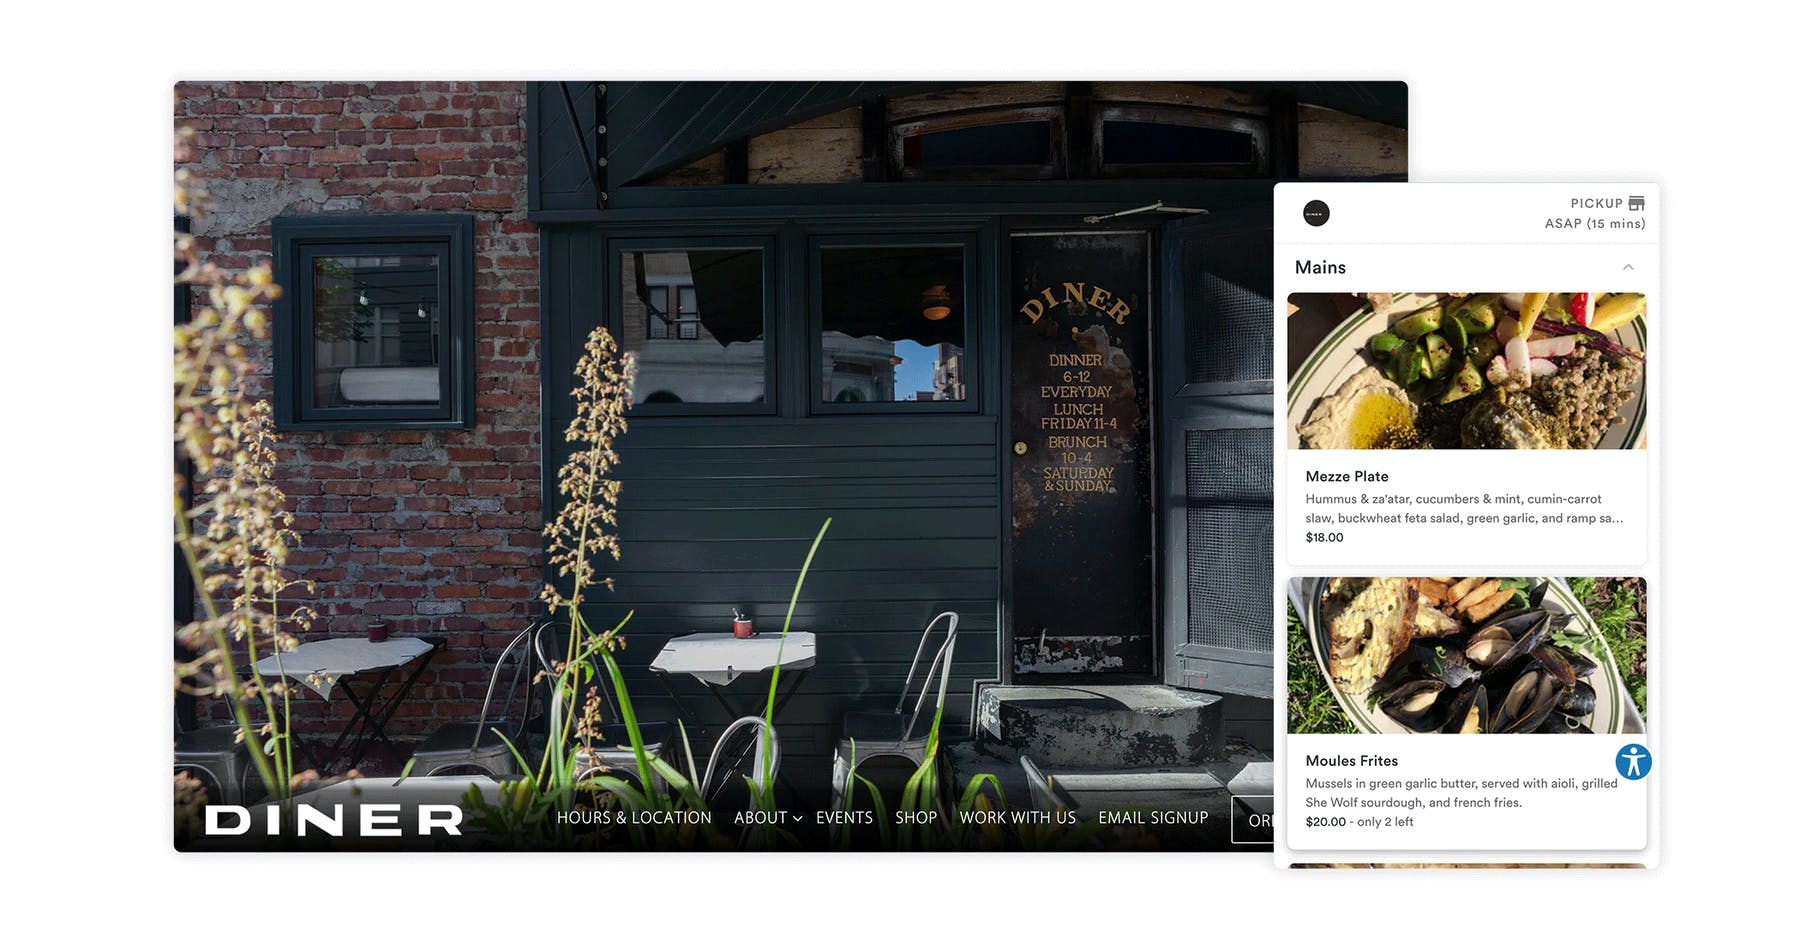 DINER
DINNER
6-12
EVERYDAY
LUNCH
FRIDAY 11-4
BRUNCH
10-4
SATURDAY
& SUNDAY
DINER
HOURS & LOCATION
ABOUT
EVENTS
SHOP
WORK WITH US
EMAIL SIGNUP
PICKUP
ASAP (15 mins)
DINER
Mains
Mezze Plate
Hummus & za'atar, cucumbers & mint, cumin-carrot
slaw, buckwheat feta salad, green garlic, and ramp sa...
$18.00
Moules Frites
Mussels in green garlic butter, served with aioli, grilled
She Wolf sourdough, and french fries.
$20.00 - only 2 left